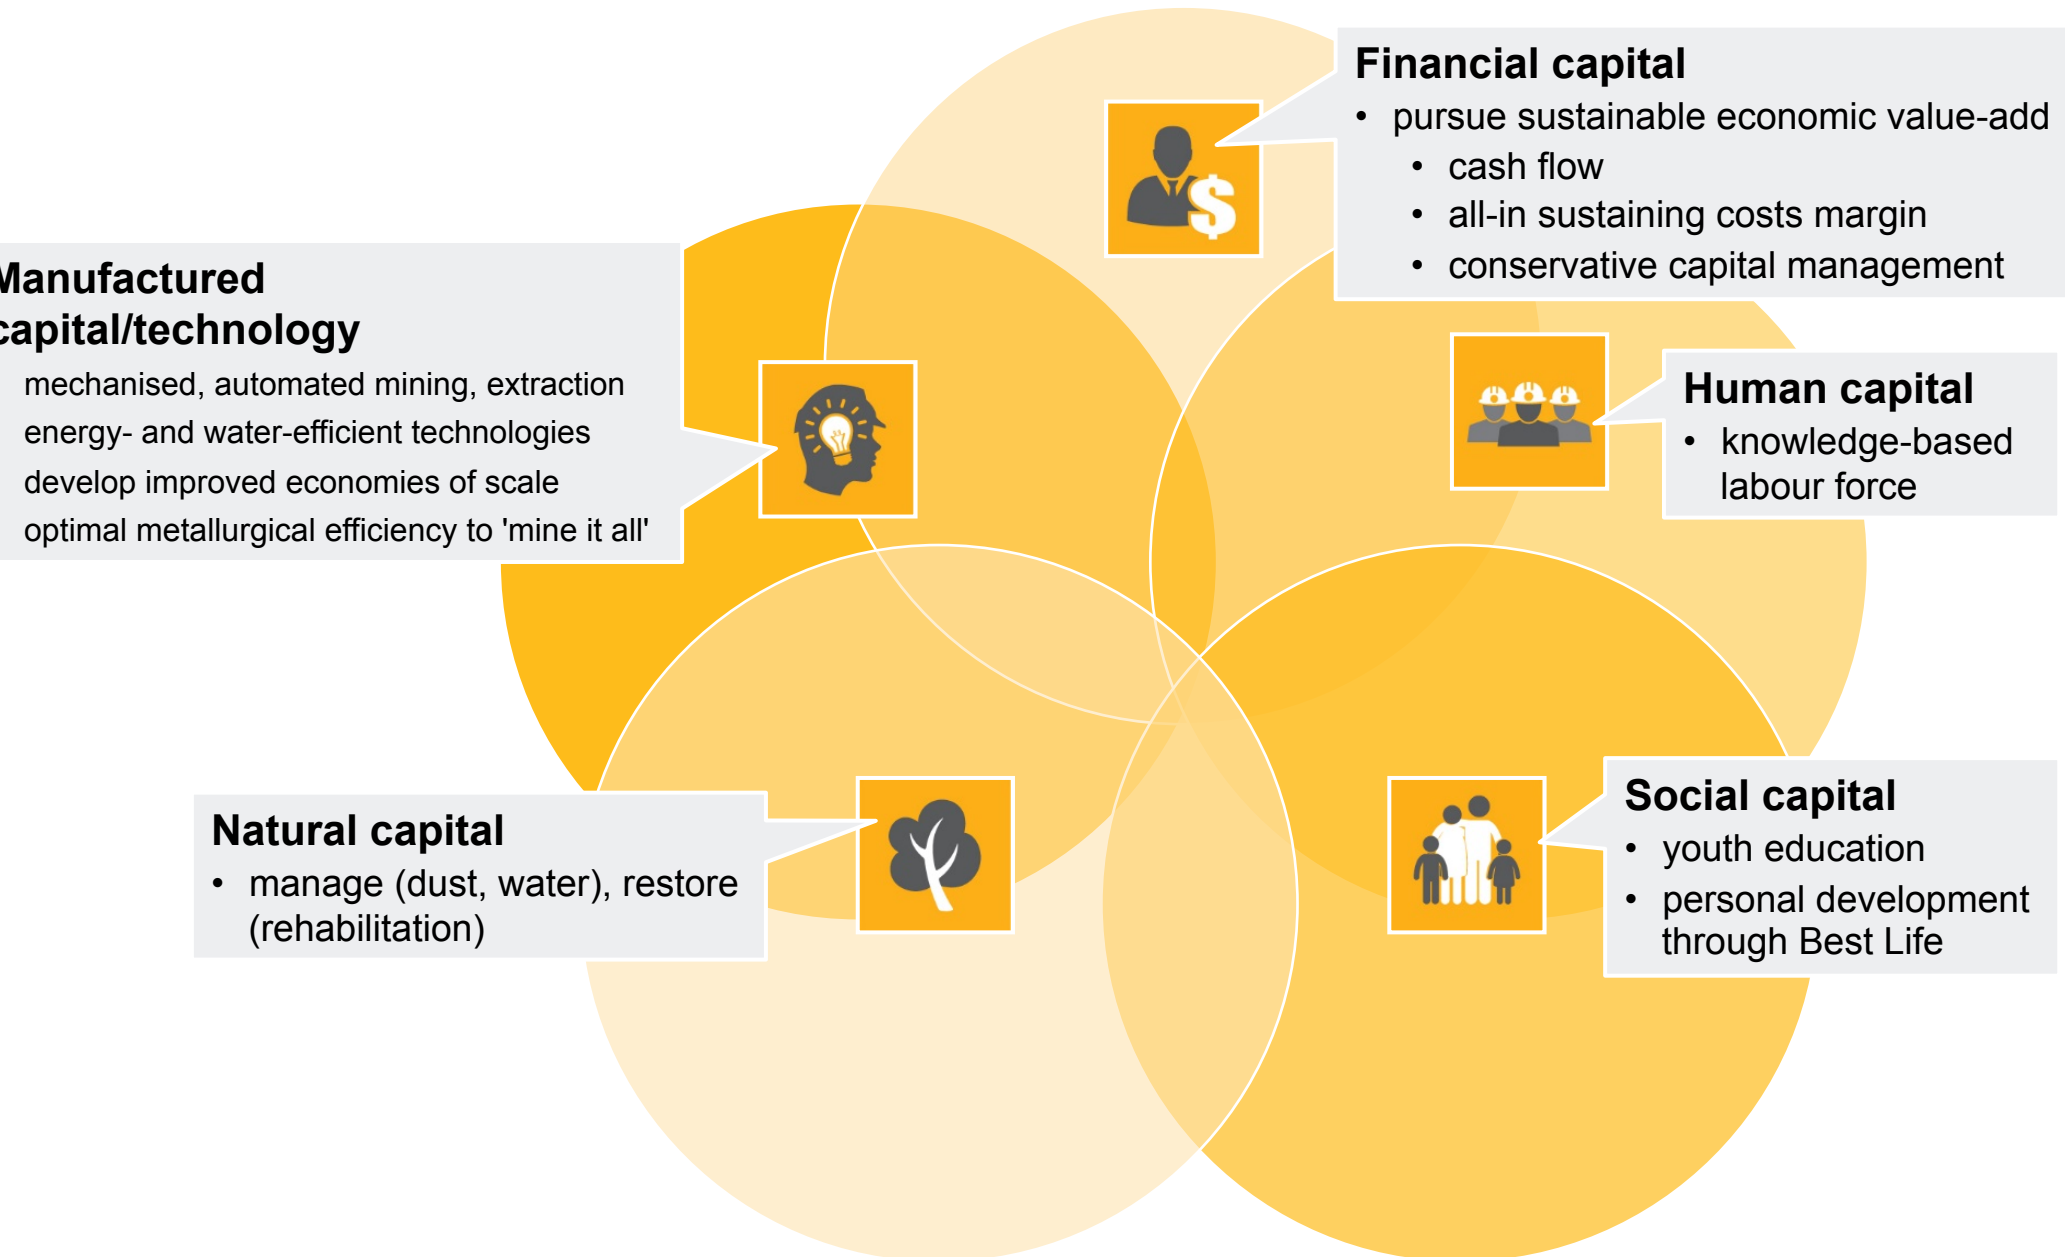 Financial capital
• pursue sustainable economic value-add
• cash flow
• all-in sustaining costs margin
• conservative capital management
Manufactured
capital/technology
mechanised, automated mining, extraction
energy- and water-efficient technologies
develop improved economies of scale
optimal metallurgical efficiency to 'mine it all'
Human capital
• knowledge-based
labour force
Natural capital
• manage (dust, water), restore
(rehabilitation)
Social capital
• youth education
• personal development
through Best Life
$